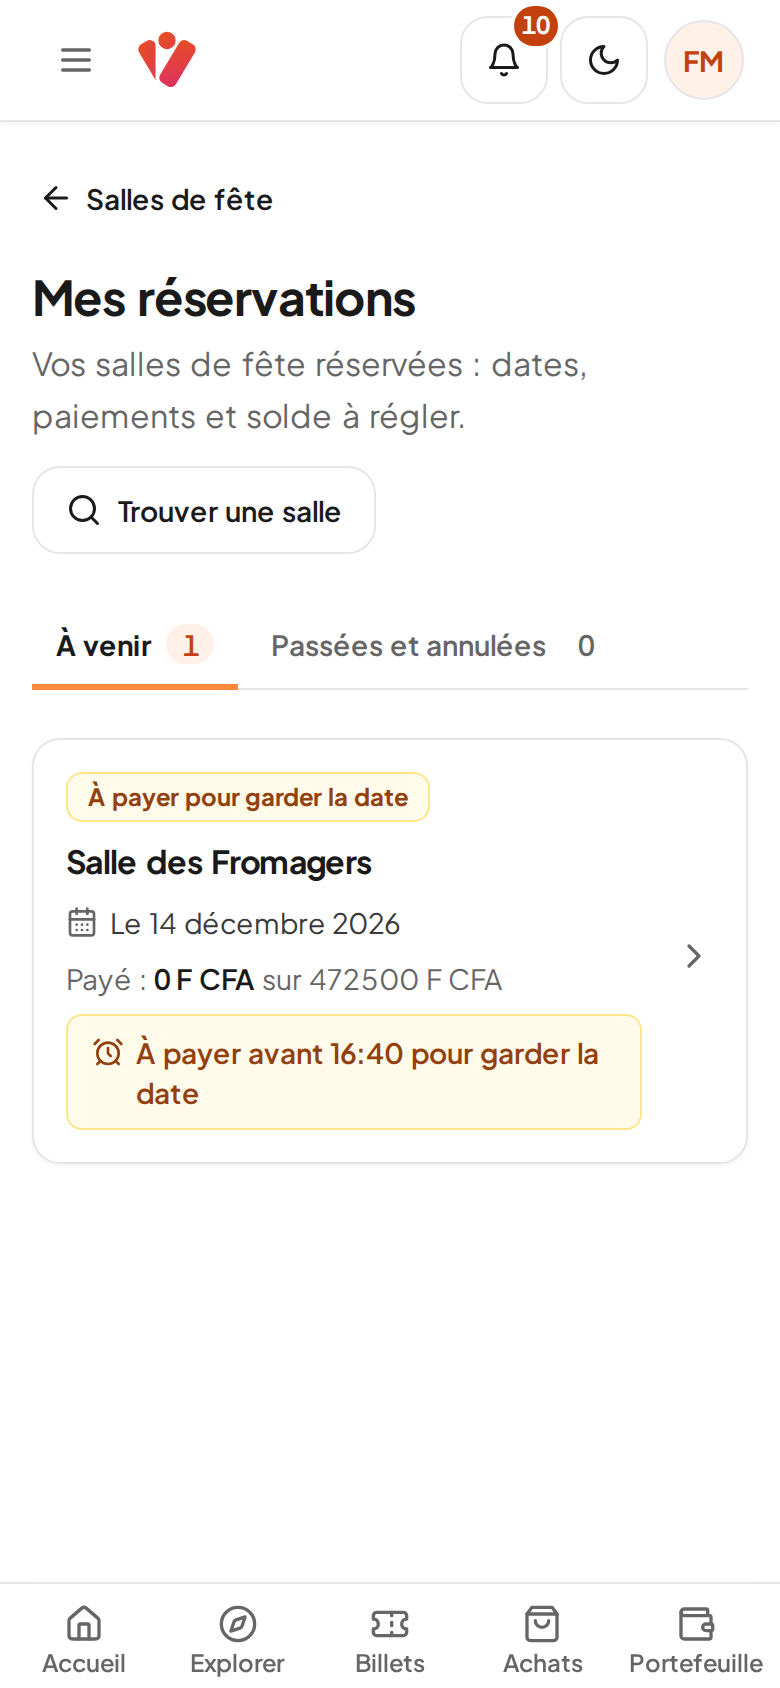 10
FM
Salles de fête
Mes réservations
Vos salles de fête réservées : dates,
paiements et solde à régler.
Trouver une salle
À venir 1 Passées et annulées 0
À payer pour garder la date
Salle des Fromagers
Le 14 décembre 2026
Payé : 0 F CFA sur 472500 F CFA
À payer avant 16:40 pour garder la
date
Accueil Explorer Billets Achats Portefeuille